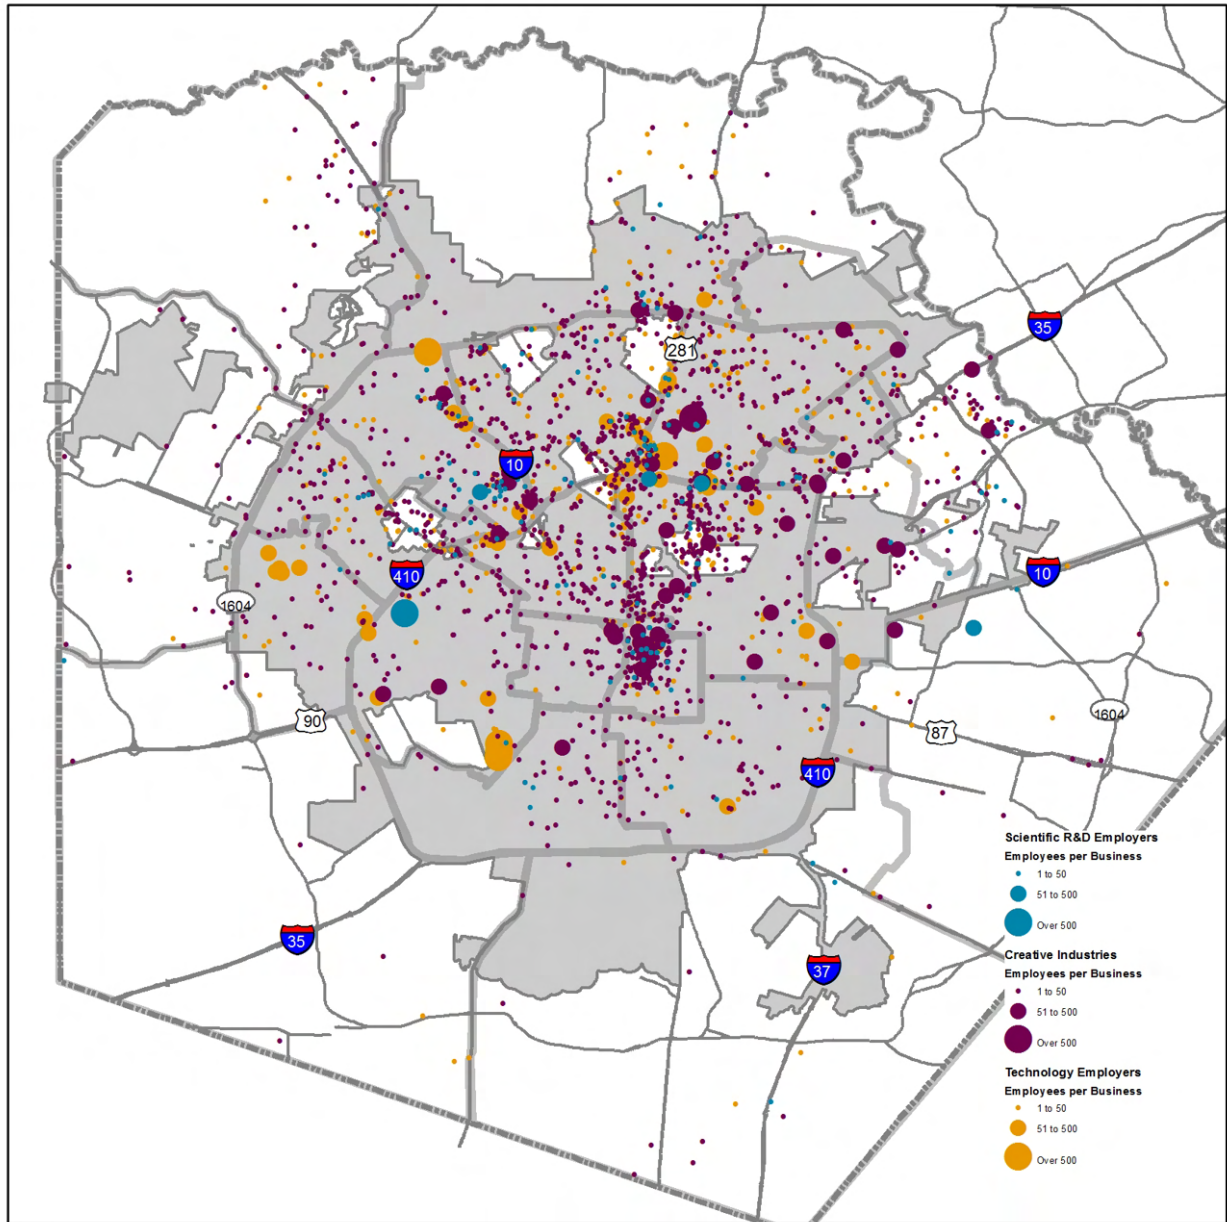 35
281
10
410
10
1604
90
1604
87
410
35
37
Scientific R&D Employers
Employees per Business
1 to 50
51 to 500
Over 500
Creative Industries
Employees per Business
1 to 50
51 to 500
Over 500
Technology Employers
Employees per Business
1 to 50
51 to 500
Over 500